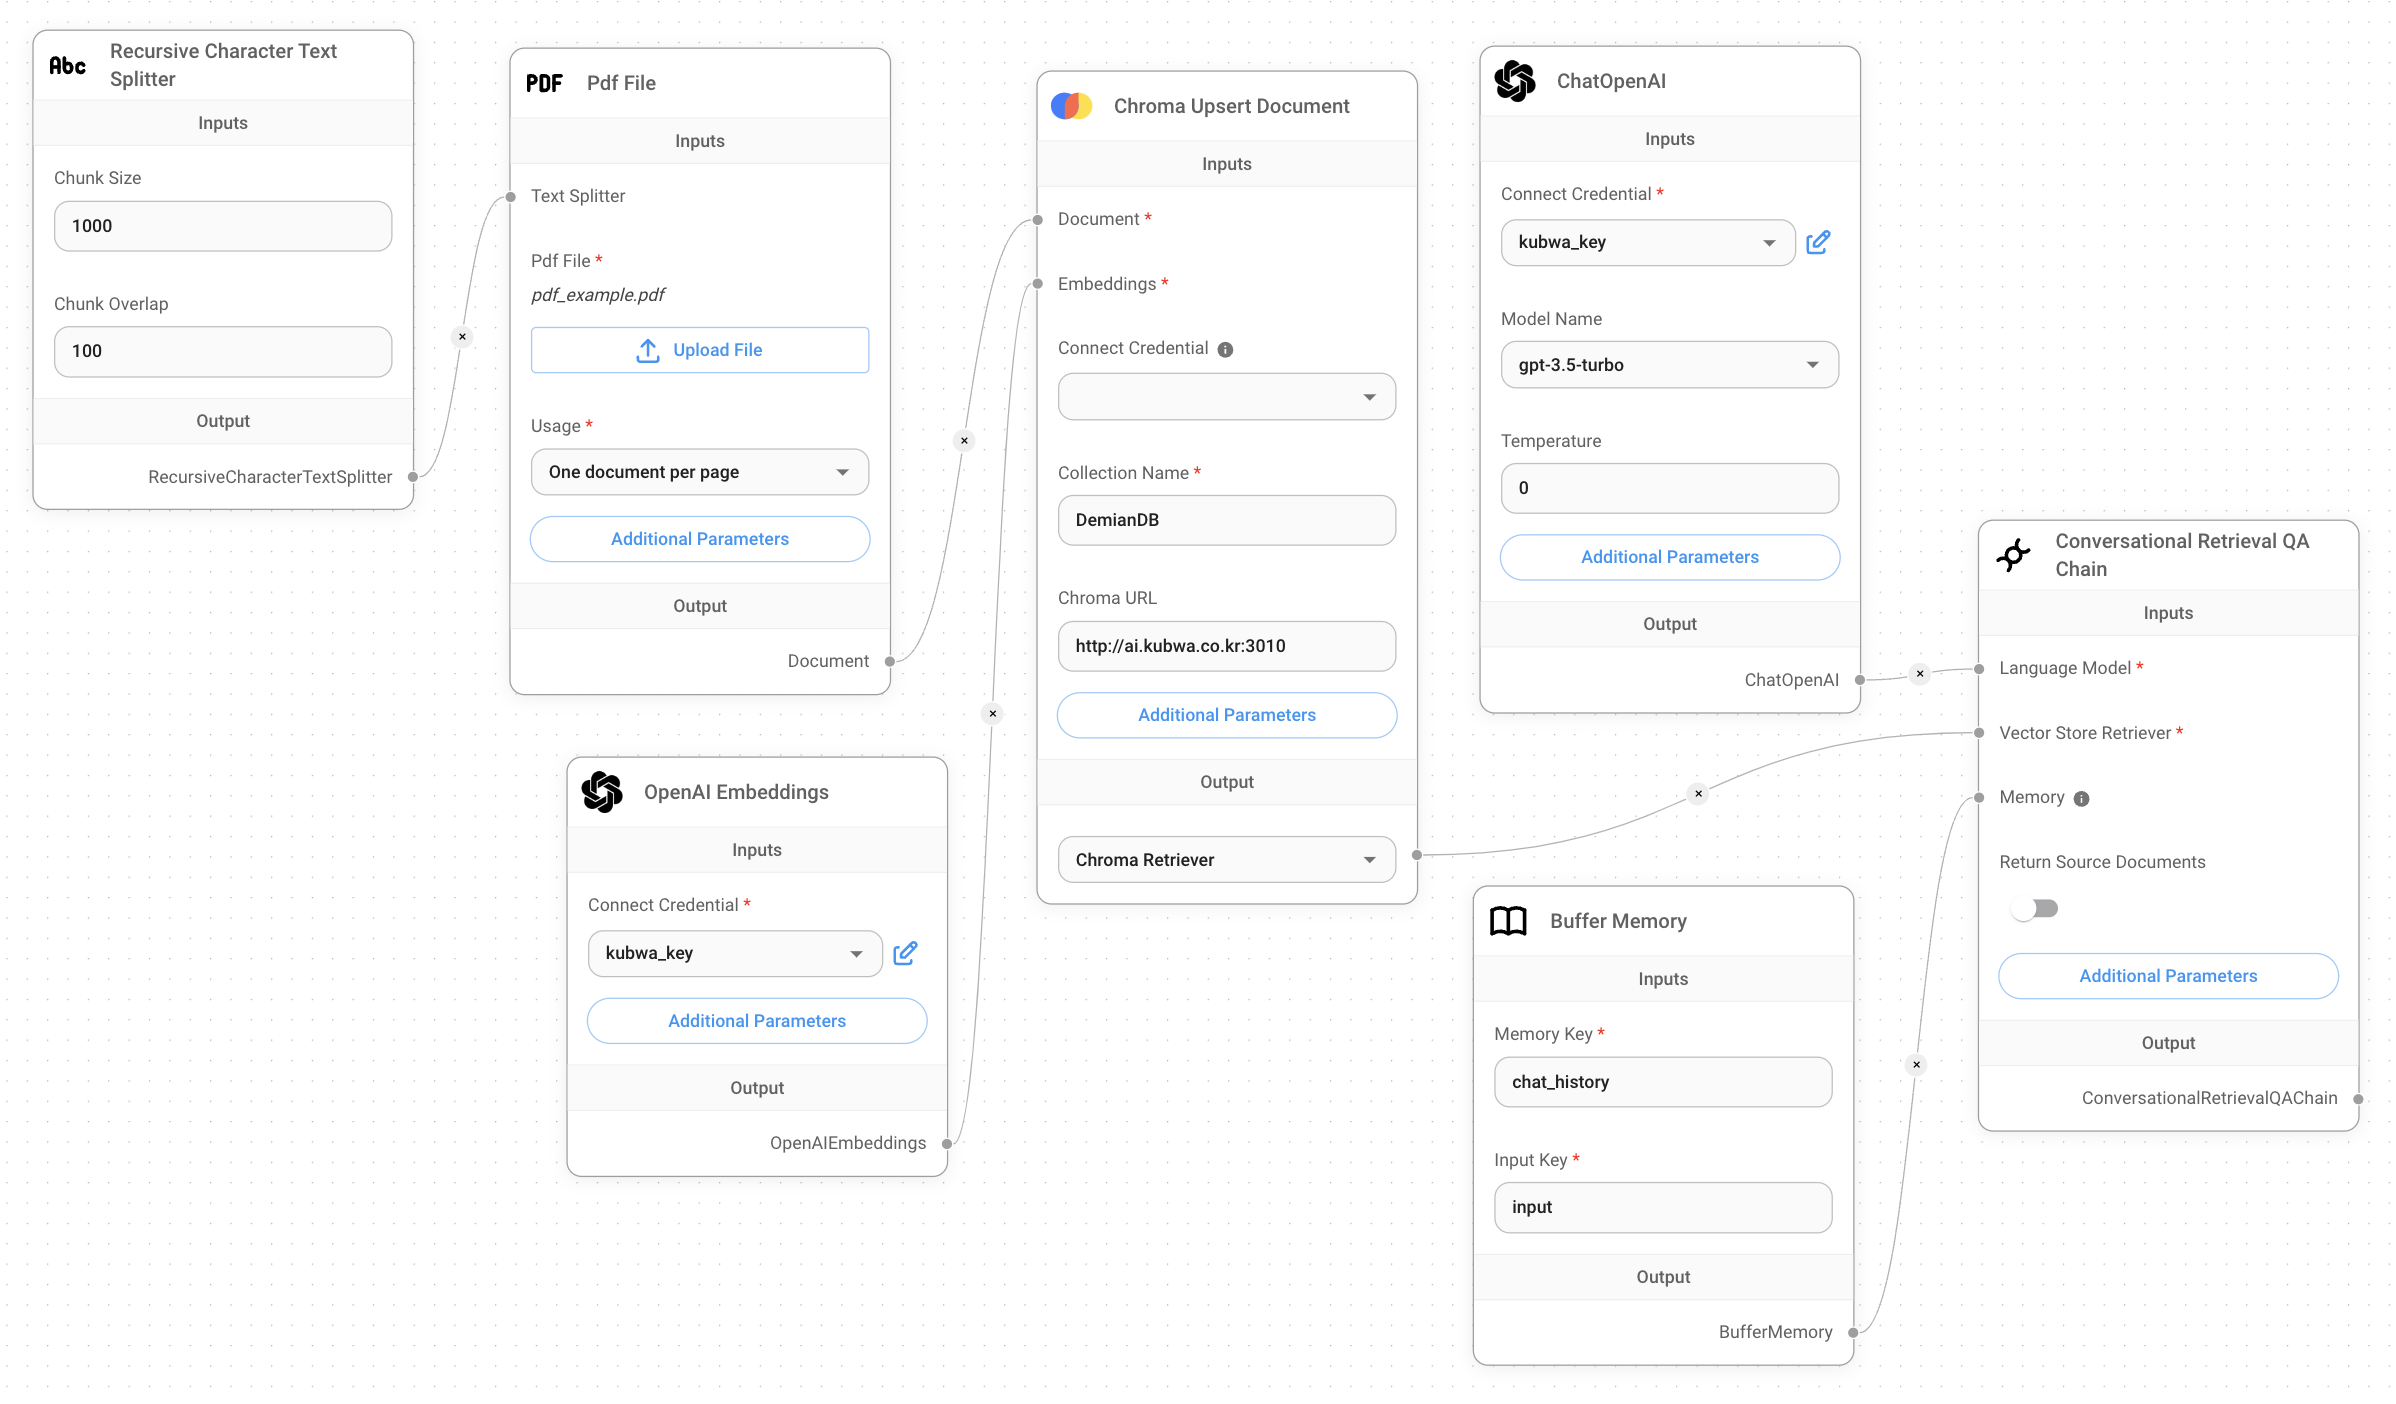 Abc
Recursive Character Text
Splitter
Inputs
Chunk Size
1000
Chunk Overlap
100
Output
RecursiveCharacterTextSplitter
PDF
Pdf File
Inputs
Text Splitter
Pdf File *
pdf_example.pdf
Upload File
Usage *
One document per page
Additional Parameters
Output
Document
OpenAI Embeddings
Inputs
Connect Credential *
kubwa_key
Additional Parameters
Output
OpenAIEmbeddings
Chroma Upsert Document
Inputs
Document *
Embeddings *
Connect Credential
Collection Name *
DemianDB
Chroma URL
http://ai.kubwa.co.kr:3010
Additional Parameters
Output
Chroma Retriever
ChatOpenAI
Inputs
Connect Credential *
kubwa_key
Model Name
gpt-3.5-turbo
Temperature
0
Additional Parameters
Output
ChatOpenAI
Buffer Memory
Inputs
Memory Key *
chat_history
Input Key *
input
Output
BufferMemory
Conversational Retrieval QA
Chain
Inputs
Language Model *
Vector Store Retriever *
Memory
Return Source Documents
Additional Parameters
Output
ConversationalRetrievalQAChain